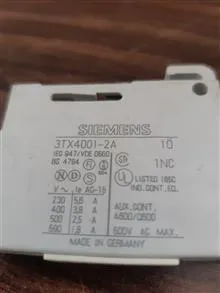 SIEMENS
3TX4001-2A 10
IEC 947/VDE 0660
BS 4794
1NC
LISTED 165C
IND. CONT. EQ.
V~ Ie AC-15
230 5,6 A
400 3,6 A
500 2,5 A
690 1,8 A
AUX. CONT.
A600/Q600
600V AC MAX.
MADE IN GERMANY